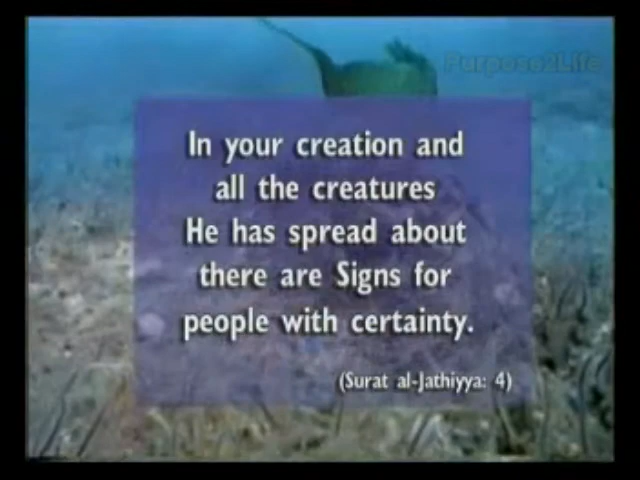 Purpose2Life
In your creation and
all the creatures
He has spread about
there are Signs for
people with certainty.
(Surat al-Jathiyya: 4)